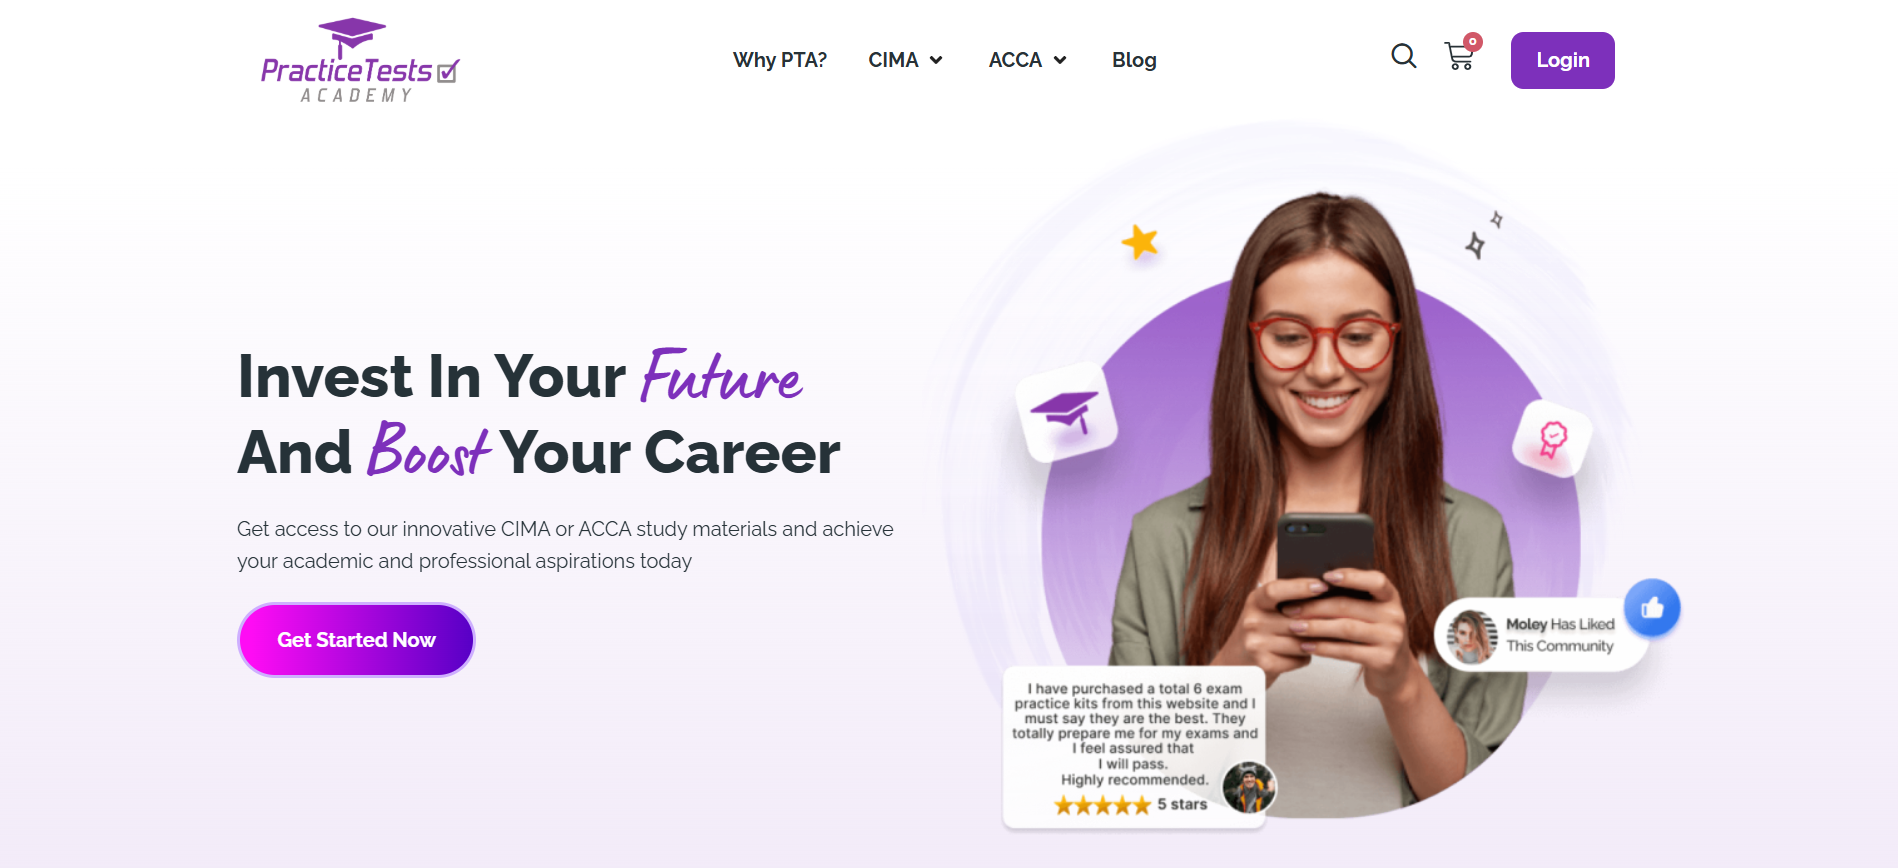 PracticeTests
ACADEMY
Why PTA?
CIMA
ACCA
Blog
0
Login
Invest In Your Future
And Boost Your Career
Get access to our innovative CIMA or ACCA study materials and achieve
your academic and professional aspirations today
Get Started Now
Moley Has Liked
This Community
I have purchased a total 6 exam
practice kits from this website and I
must say they are the best. They
totally prepare me for my exams and
I feel assured that
I will pass.
Highly recommended.
5 stars